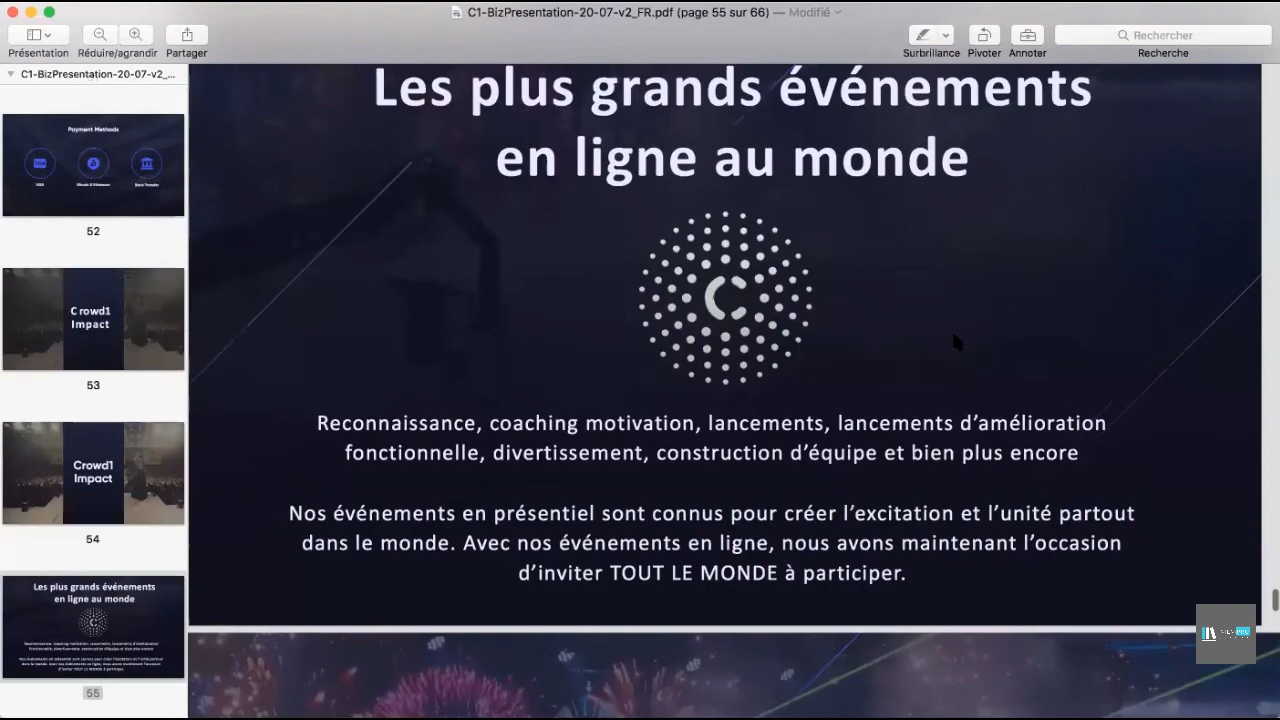 C1-BizPresentation-20-07-v2_FR.pdf (page 55 sur 66) — Modifié
Présentation
Réduire/agrandir
Partager
Surbrillance
Pivoter
Annoter
Rechercher
Recherche
C1-BizPresentation-20-07-v2_...
Payment Methods
VISA
Bank Transfer
52
Crowd1
Impact
53
Crowd1
Impact
54
Les plus grands événements
en ligne au monde
55
Les plus grands événements
en ligne au monde
C
Reconnaissance, coaching motivation, lancements, lancements d’amélioration
fonctionnelle, divertissement, construction d’équipe et bien plus encore
Nos événements en présentiel sont connus pour créer l’excitation et l’unité partout
dans le monde. Avec nos événements en ligne, nous avons maintenant l’occasion
d’inviter TOUT LE MONDE à participer.